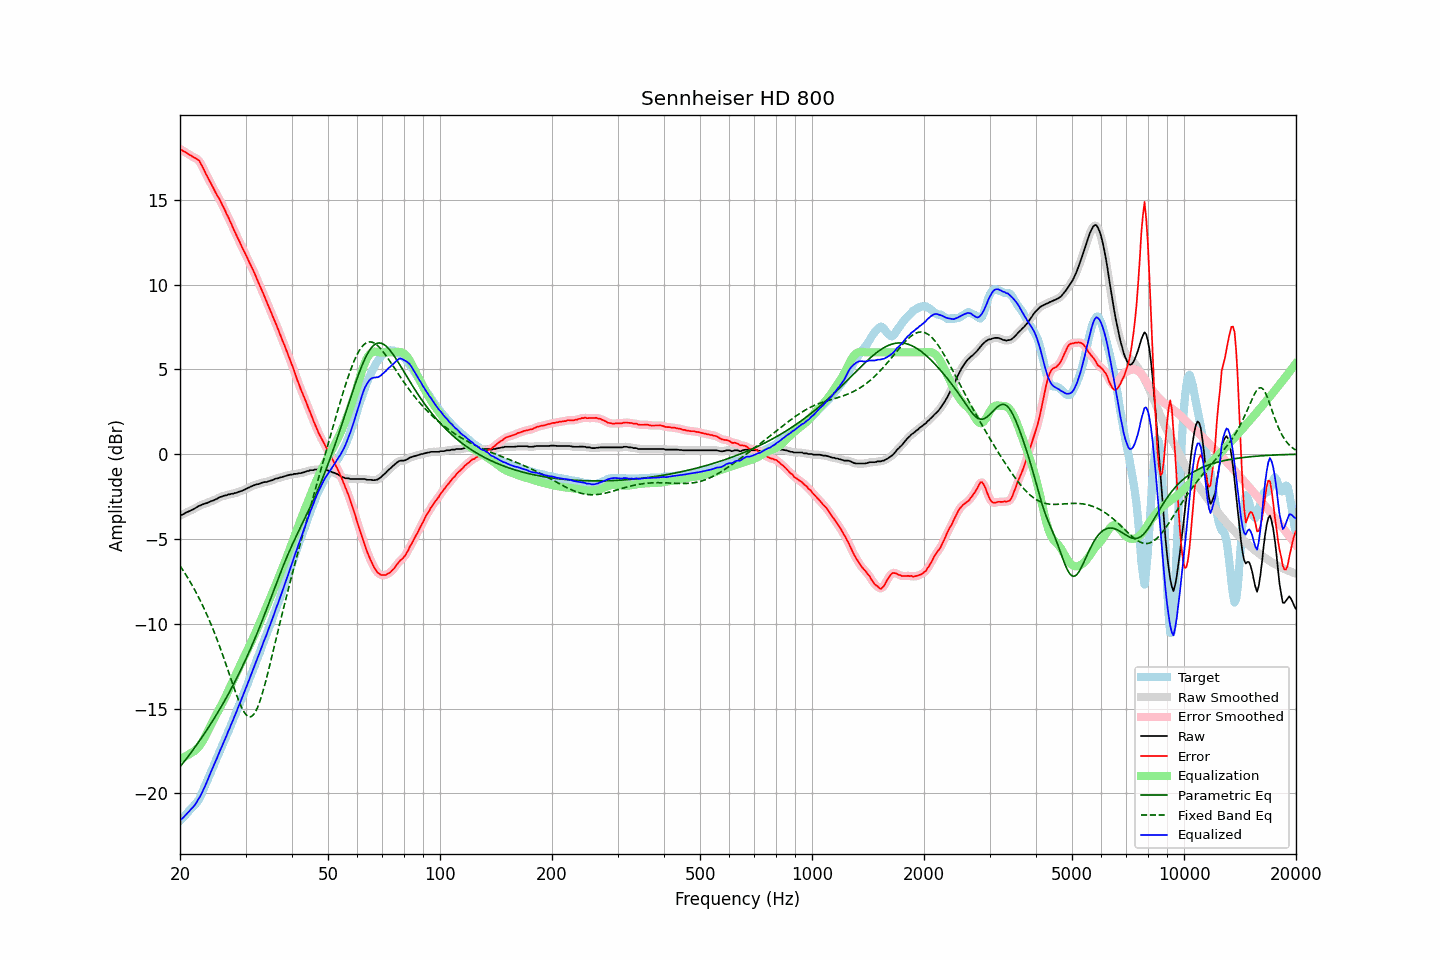 Sennheiser HD 800
Amplitude (dBr)
15
10
5
0
−5
−10
−15
−20
20
50
100
200
500
1000
2000
5000
10000
20000
Frequency (Hz)
Target
Raw Smoothed
Error Smoothed
Raw
Error
Equalization
Parametric Eq
Fixed Band Eq
Equalized